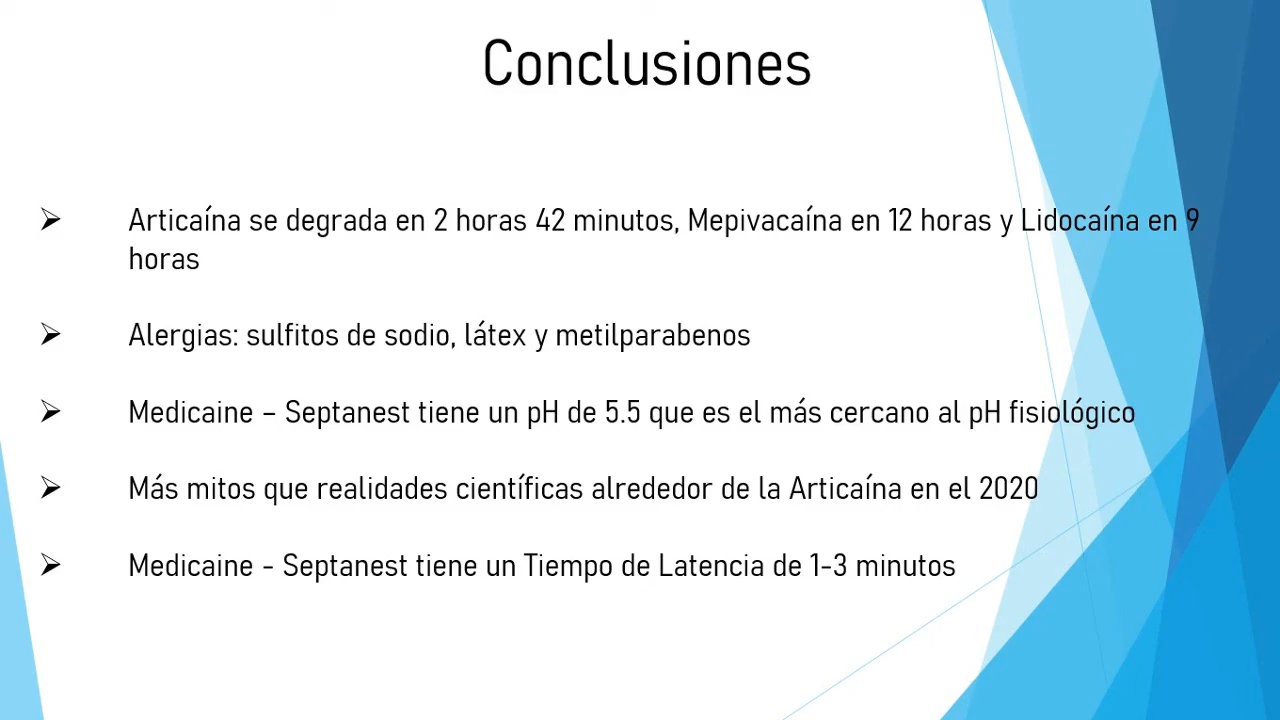 Conclusiones
Articaína se degrada en 2 horas 42 minutos, Mepivacaína en 12 horas y Lidocaína en 9
horas
Alergias: sulfitos de sodio, látex y metilparabenos
Medicaine – Septanest tiene un pH de 5.5 que es el más cercano al pH fisiológico
Más mitos que realidades científicas alrededor de la Articaína en el 2020
Medicaine - Septanest tiene un Tiempo de Latencia de 1-3 minutos